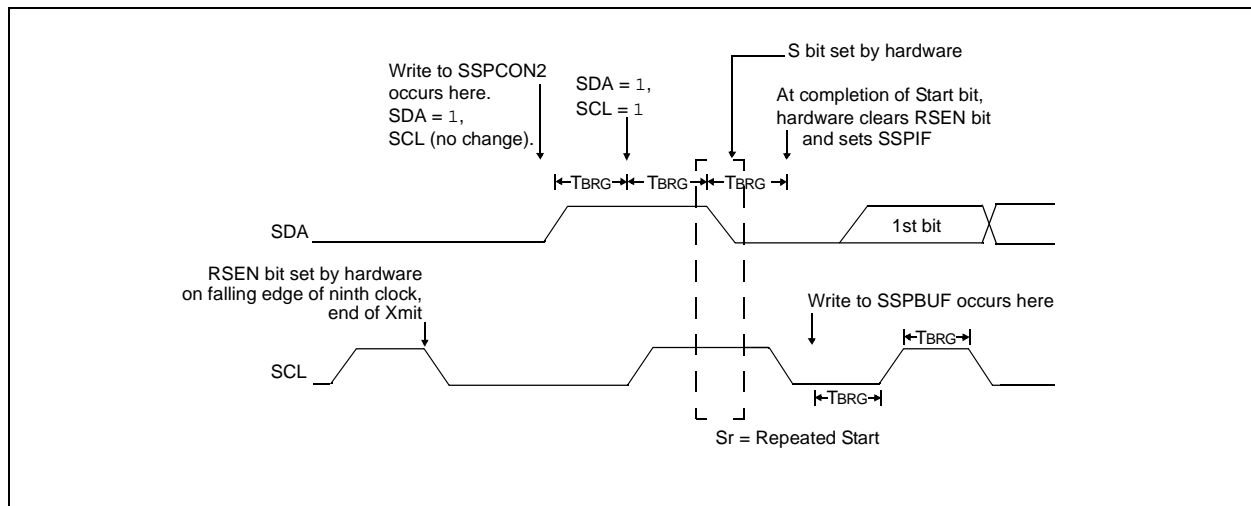 S bit set by hardware
Write to SSPCON2
occurs here.
SDA = 1,
SCL (no change).
SDA = 1,
SCL = 1
At completion of Start bit,
hardware clears RSEN bit
and sets SSPIF
TBRG
TBRG
TBRG
SDA
1st bit
RSEN bit set by hardware
on falling edge of ninth clock,
end of Xmit
Write to SSPBUF occurs here
TBRG
SCL
TBRG
Sr = Repeated Start